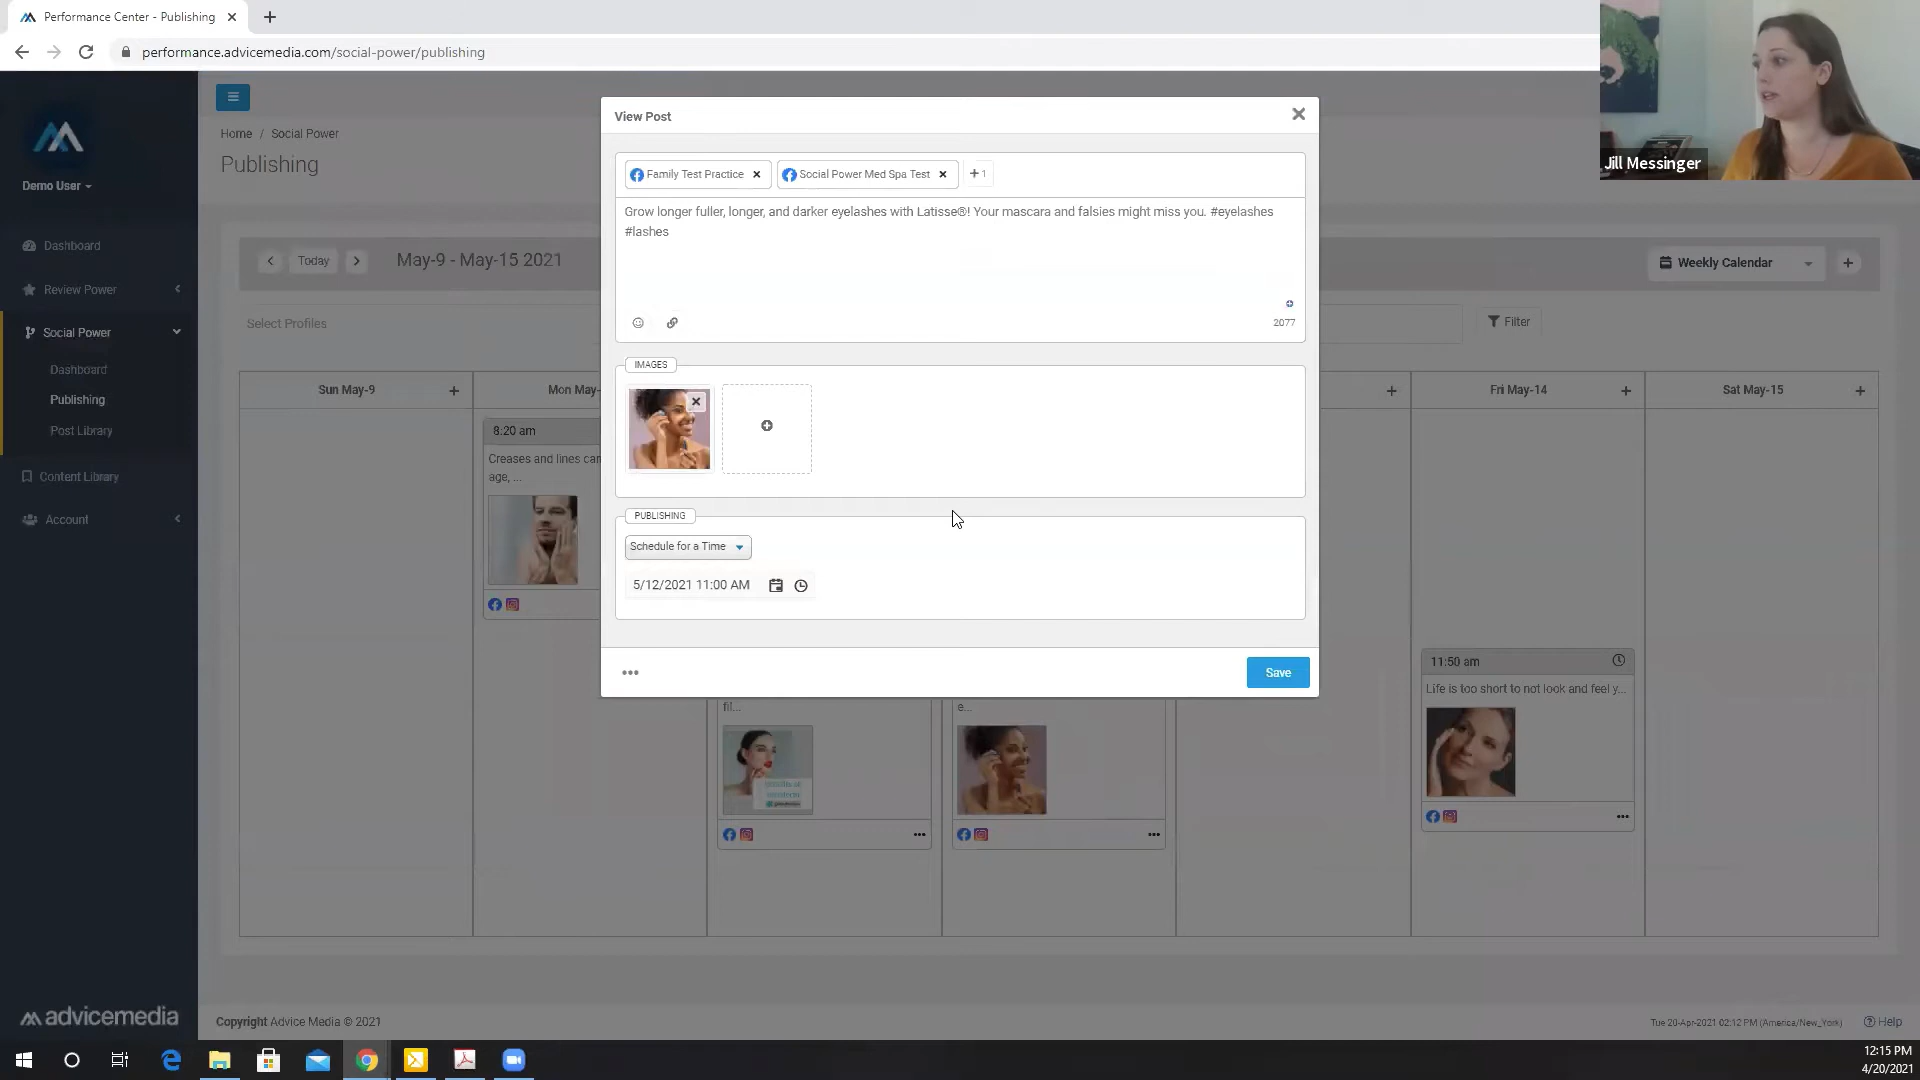 Performance Center - Publishing
performance.advicemedia.com/social-power/publishing
Jill Messinger
Demo User
Dashboard
Review Power
Social Power
Dashboard
Publishing
Post Library
Content Library
Account
advicemedia
Home / Social Power
Publishing
Today
May-9 - May-15 2021
Weekly Calendar
Select Profiles
Filter
Sun May-9
Mon May-
Fri May-14
Sat May-15
8:20 am
Creases and lines can
age, ...
fil...
e...
11:50 am
Life is too short to not look and feel y...
View Post
Family Test Practice
Social Power Med Spa Test
+ 1
Grow longer fuller, longer, and darker eyelashes with Latisse®! Your mascara and falsies might miss you. #eyelashes
#lashes
2077
IMAGES
PUBLISHING
Schedule for a Time
5/12/2021 11:00 AM
Save
Copyright Advice Media © 2021
Tue 20-Apr-2021 02:12 PM (America/New_York)
Help
12:15 PM
4/20/2021